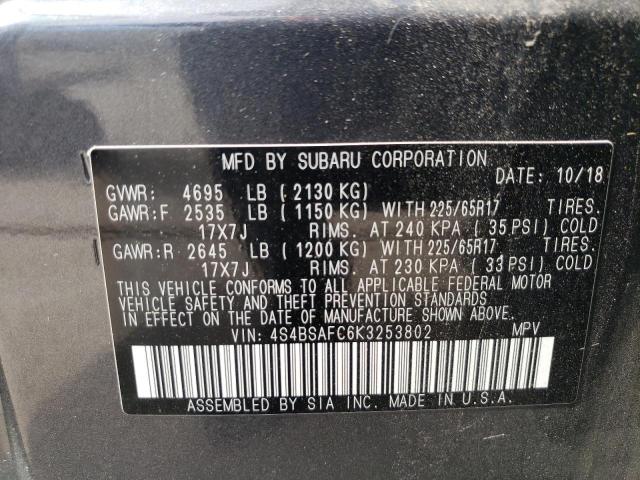 MFD BY SUBARU CORPORATION
DATE: 10/18
GVWR: 4695 LB (2130 KG)
GAWR:F 2535 LB (1150 KG) WITH 225/65R17 TIRES.
17X7J RIMS. AT 240 KPA (35 PSI) COLD
GAWR:R 2645 LB (1200 KG) WITH 225/65R17 TIRES.
17X7J RIMS. AT 230 KPA (33 PSI) COLD
THIS VEHICLE CONFORMS TO ALL APPLICABLE FEDERAL MOTOR
VEHICLE SAFETY AND THEFT PREVENTION STANDARDS
IN EFFECT ON THE DATE OF MANUFACTURE SHOWN ABOVE.
VIN: 4S4BSAFC6K3253802 MPV
ASSEMBLED BY SIA INC. MADE IN U.S.A.